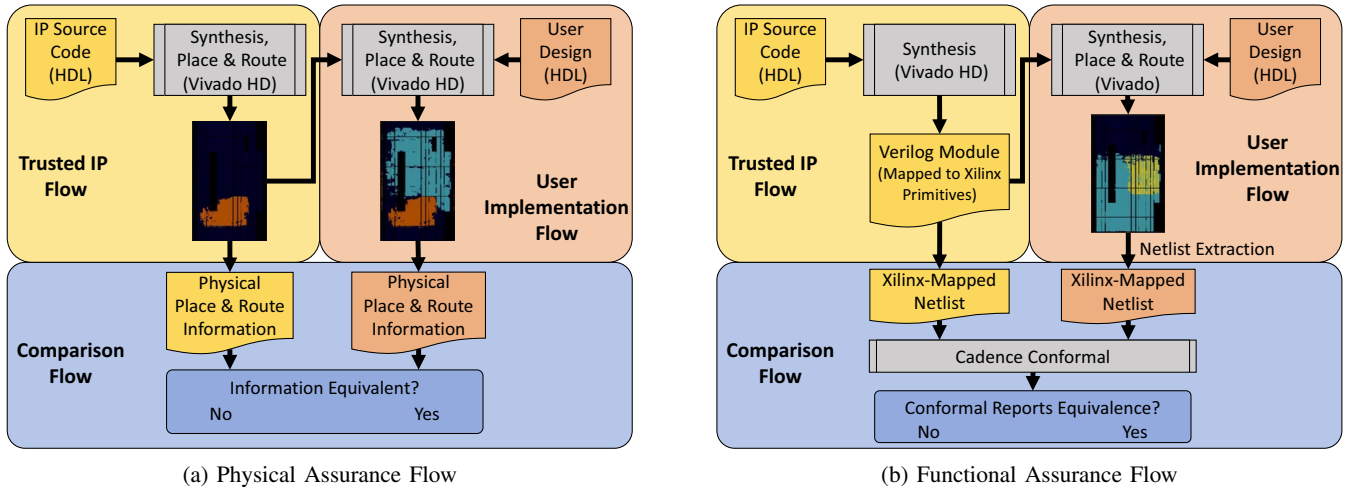 IP Source
Code
(HDL)
Synthesis,
Place & Route
(Vivado HD)
Synthesis,
Place & Route
(Vivado HD)
User
Design
(HDL)
Trusted IP
Flow
User
Implementation
Flow
Physical
Place & Route
Information
Physical
Place & Route
Information
Comparison
Flow
Information Equivalent?
No Yes
(a) Physical Assurance Flow
IP Source
Code
(HDL)
Synthesis
(Vivado HD)
Synthesis,
Place & Route
(Vivado)
User
Design
(HDL)
Trusted IP
Flow
Verilog Module
(Mapped to Xilinx
Primitives)
User
Implementation
Flow
Netlist Extraction
Xilinx-Mapped
Netlist
Xilinx-Mapped
Netlist
Comparison
Flow
Cadence Conformal
Conformal Reports Equivalence?
No Yes
(b) Functional Assurance Flow